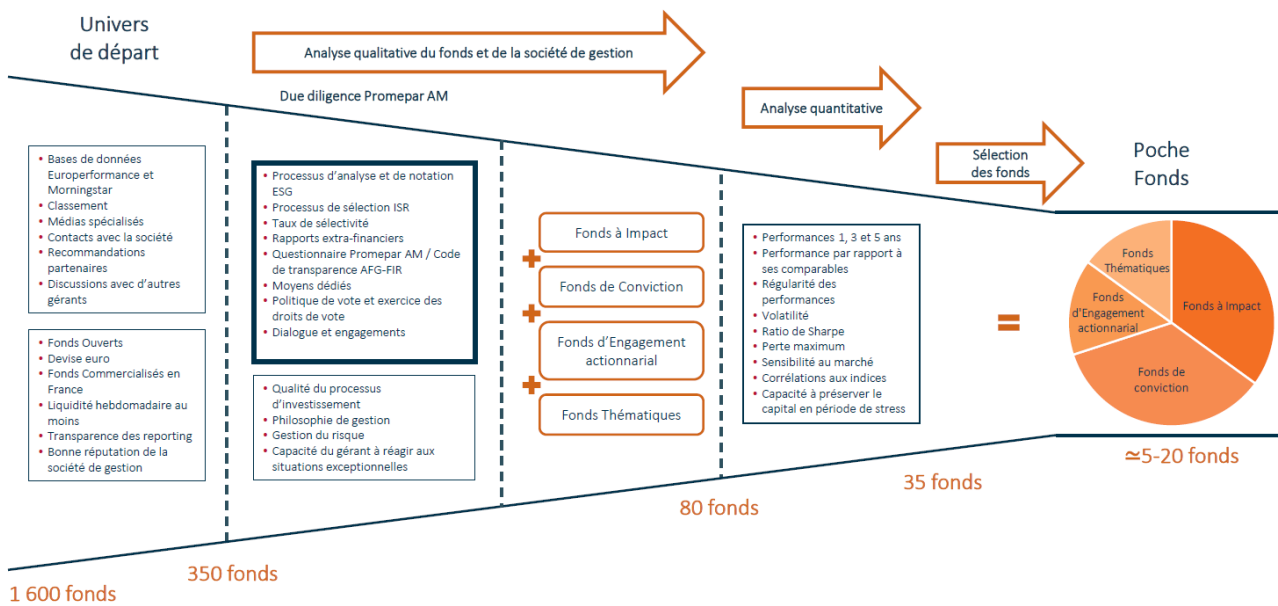 Univers
de départ
Analyse qualitative du fonds et de la société de gestion
Due diligence Promepar AM
Analyse quantitative
Sélection
des fonds
Poche
Fonds
• Bases de données
Europerformance et
Morningstar
• Classement
• Médias spécialisés
• Contacts avec la société
• Recommandations
partenaires
• Discussions avec d'autres
gérants
• Fonds Ouverts
• Devise euro
• Fonds Commercialisés en
France
• Liquidité hebdomadaire au
moins
• Transparence des reporting
• Bonne réputation de la
société de gestion
• Processus d'analyse et de notation
ESG
• Processus de sélection ISR
• Taux de sélectivité
• Rapports extra-financiers
• Questionnaire Promepar AM / Code
de transparence AFG-FIR
• Moyens dédiés
• Politique de vote et exercice des
droits de vote
• Dialogue et engagements
• Qualité du processus
d'investissement
• Philosophie de gestion
• Gestion du risque
• Capacité du gérant à réagir aux
situations exceptionnelles
Fonds à Impact
+
Fonds de Conviction
+
Fonds d'Engagement
actionnarial
+
Fonds Thématiques
• Performances 1, 3 et 5 ans
• Performance par rapport à
ses comparables
• Régularité des
performances
• Volatilité
• Ratio de Sharpe
• Perte maximum
• Sensibilité au marché
• Corrélations aux indices
• Capacité à préserver le
capital en période de stress
=
Fonds
Thématiques
Fonds
d'Engagement
actionnarial
Fonds à Impact
Fonds de
conviction
≃5-20 fonds
35 fonds
80 fonds
350 fonds
1 600 fonds